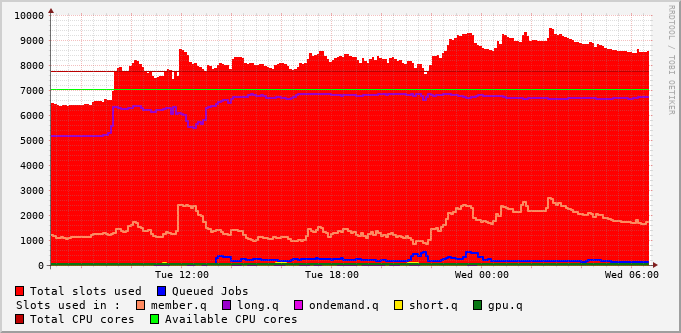 10000
9000
8000
7000
6000
5000
4000
3000
2000
1000
0
Tue 12:00 Tue 18:00 Wed 00:00 Wed 06:00
RRDTOOL / TOBI OETIKER
Total slots used Queued Jobs
Slots used in : member.q long.q ondemand.q short.q gpu.q
Total CPU cores Available CPU cores